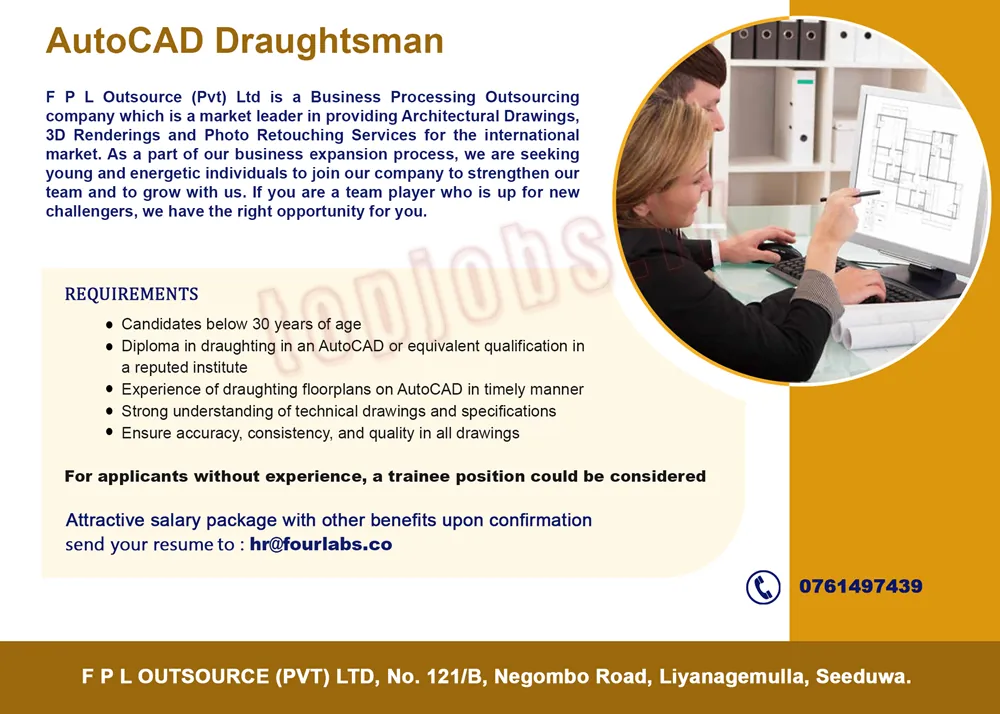 AutoCAD Draughtsman
F P L Outsource (Pvt) Ltd is a Business Processing Outsourcing
company which is a market leader in providing Architectural Drawings,
3D Renderings and Photo Retouching Services for the international
market. As a part of our business expansion process, we are seeking
young and energetic individuals to join our company to strengthen our
team and to grow with us. If you are a team player who is up for new
challengers, we have the right opportunity for you.
topjobs.lk
REQUIREMENTS
● Candidates below 30 years of age
● Diploma in draughting in an AutoCAD or equivalent qualification in
a reputed institute
● Experience of draughting floorplans on AutoCAD in timely manner
● Strong understanding of technical drawings and specifications
● Ensure accuracy, consistency, and quality in all drawings
For applicants without experience, a trainee position could be considered
Attractive salary package with other benefits upon confirmation
send your resume to : hr@fourlabs.co
0761497439
F P L OUTSOURCE (PVT) LTD, No. 121/B, Negombo Road, Liyanagemulla, Seeduwa.